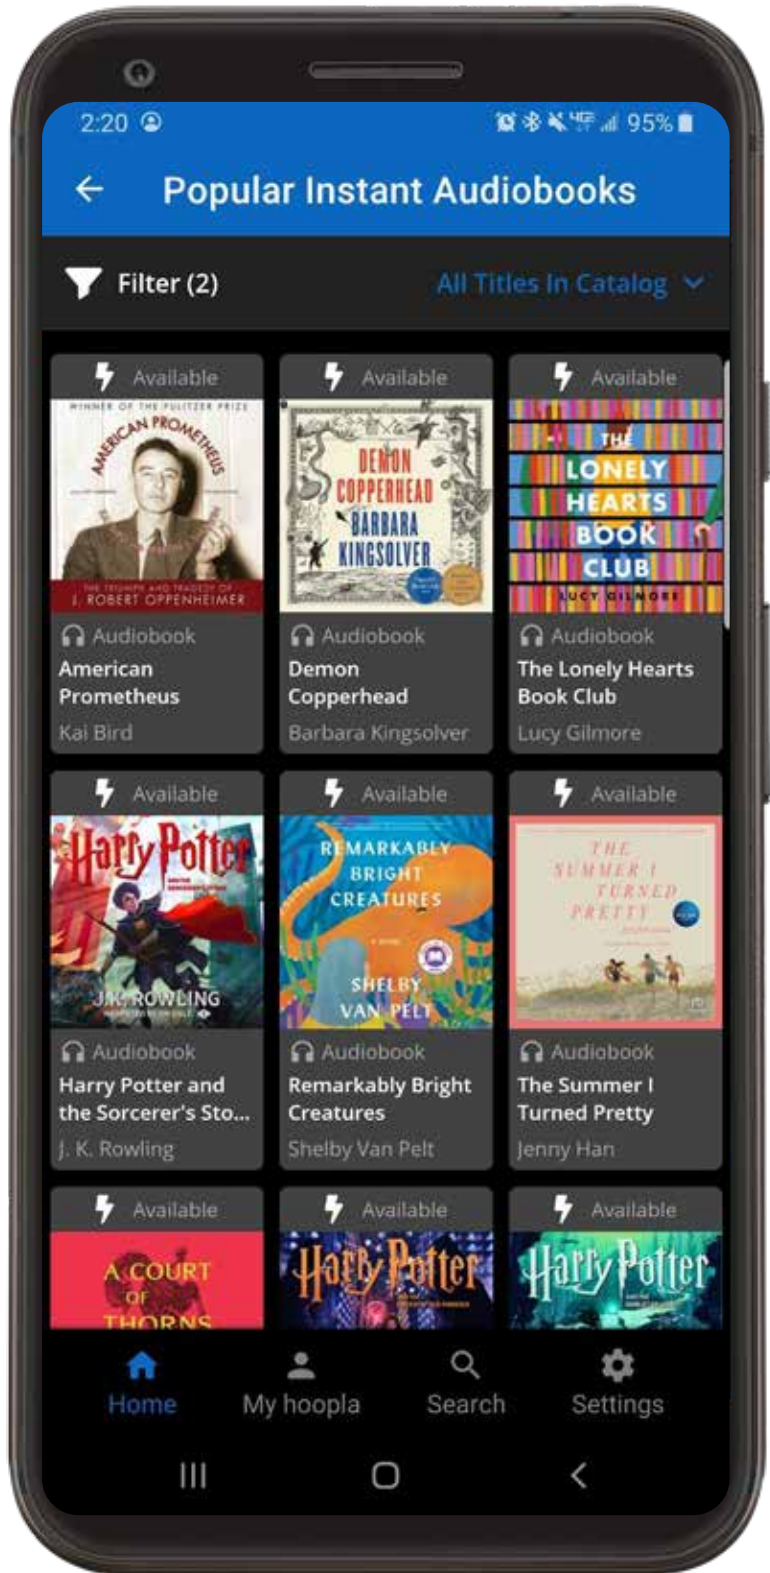 2:20
95%
Popular Instant Audiobooks
Filter (2)
All Titles In Catalog
Available
Available
Available
WINNER OF THE PULITZER PRIZE
AMERICAN PROMETHEUS
THE TRIUMPH AND TRAGEDY OF
J. ROBERT OPPENHEIMER
DEMON
COPPERHEAD
BARBARA
KINGSOLVER
THE
LONELY
HEARTS
BOOK
CLUB
LUCY GILMORE
Audiobook
Audiobook
Audiobook
American
Prometheus
Kai Bird
Demon
Copperhead
Barbara Kingsolver
The Lonely Hearts
Book Club
Lucy Gilmore
Available
Available
Available
Harry Potter
J.K. ROWLING
REMARKABLY
BRIGHT
CREATURES
A NOVEL
SHELBY
VAN PELT
THE
SUMMER I
TURNED
PRETTY
Audiobook
Audiobook
Audiobook
Harry Potter and
the Sorcerer's Sto...
J. K. Rowling
Remarkably Bright
Creatures
Shelby Van Pelt
The Summer I
Turned Pretty
Jenny Han
Available
Available
Available
A COURT
OF
THORNS
Harry Potter
Harry Potter
Home
My hoopla
Search
Settings